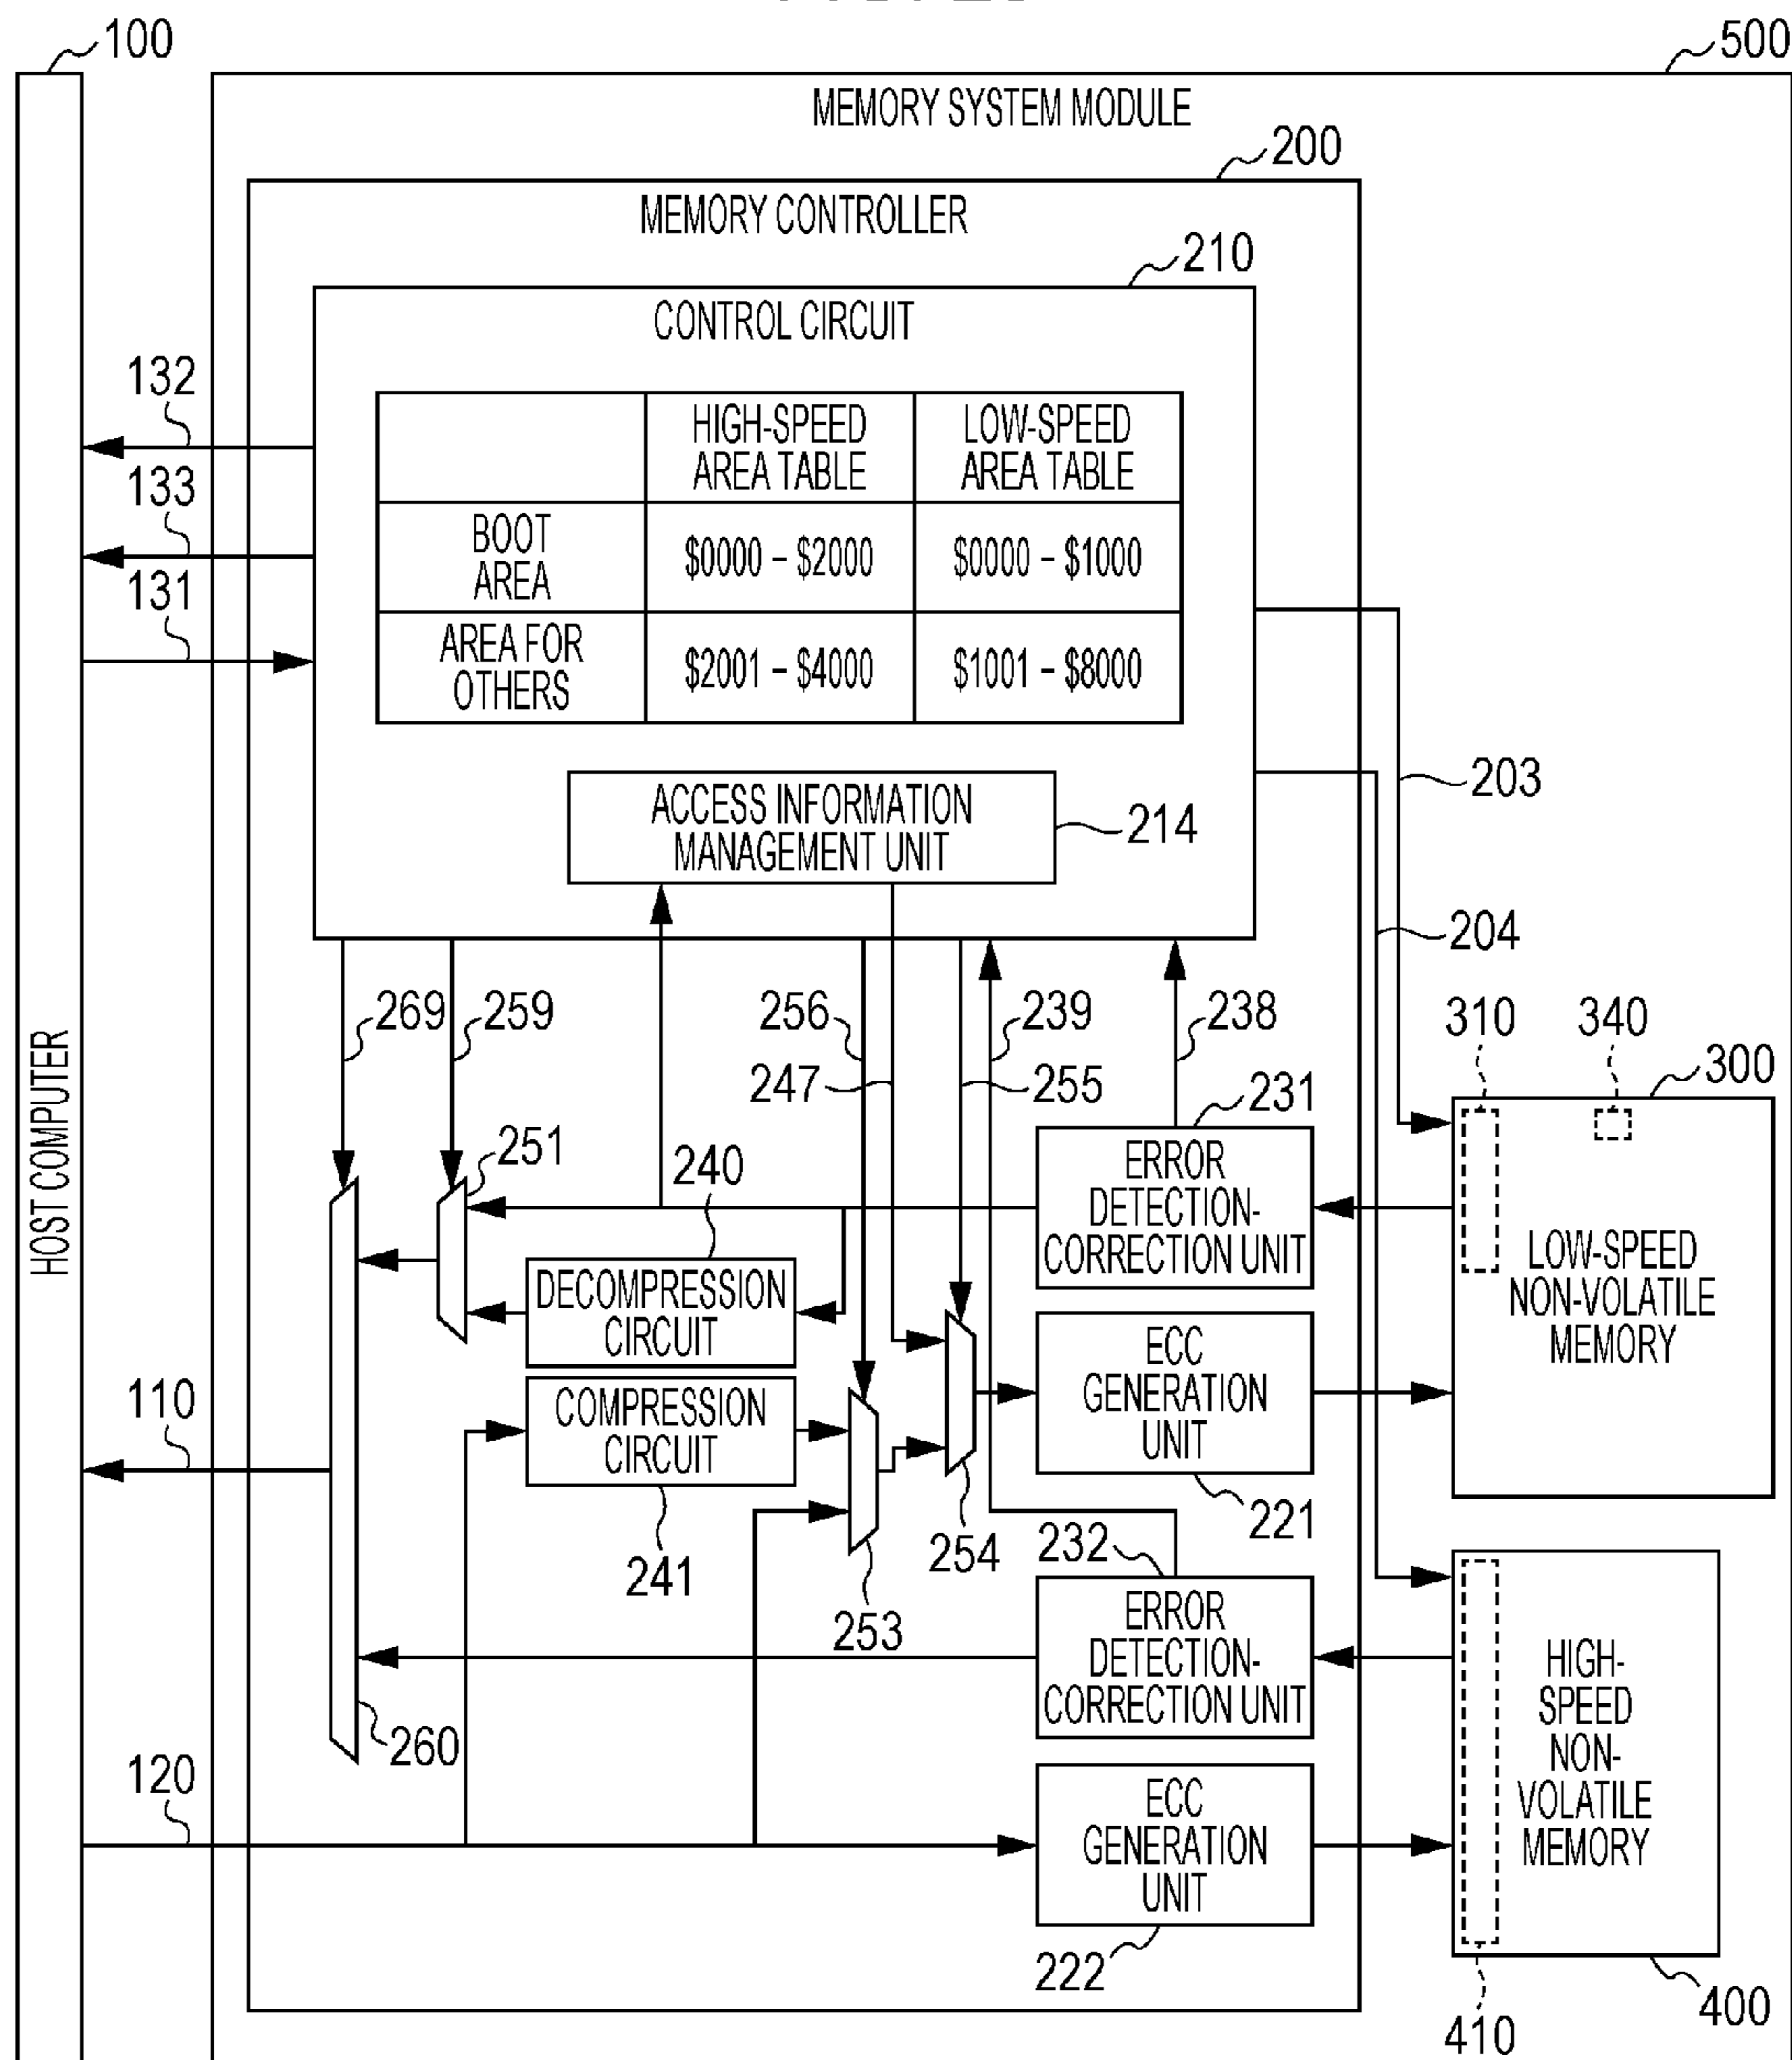 100
500
MEMORY SYSTEM MODULE
200
MEMORY CONTROLLER
210
CONTROL CIRCUIT
132
133
131
HIGH-SPEED
AREA TABLE
LOW-SPEED
AREA TABLE
BOOT
AREA
$0000 – $2000
$0000 – $1000
AREA FOR
OTHERS
$2001 – $4000
$1001 – $8000
203
ACCESS INFORMATION
MANAGEMENT UNIT
214
204
269
259
256
239
238
247
255
310
340
300
231
HOST COMPUTER
251
240
ERROR
DETECTION-
CORRECTION UNIT
LOW-SPEED
NON-VOLATILE
MEMORY
DECOMPRESSION
CIRCUIT
ECC
GENERATION
UNIT
COMPRESSION
CIRCUIT
110
221
241
254
253
232
ERROR
DETECTION-
CORRECTION UNIT
HIGH-
SPEED
NON-
VOLATILE
MEMORY
260
120
ECC
GENERATION
UNIT
222
400
410